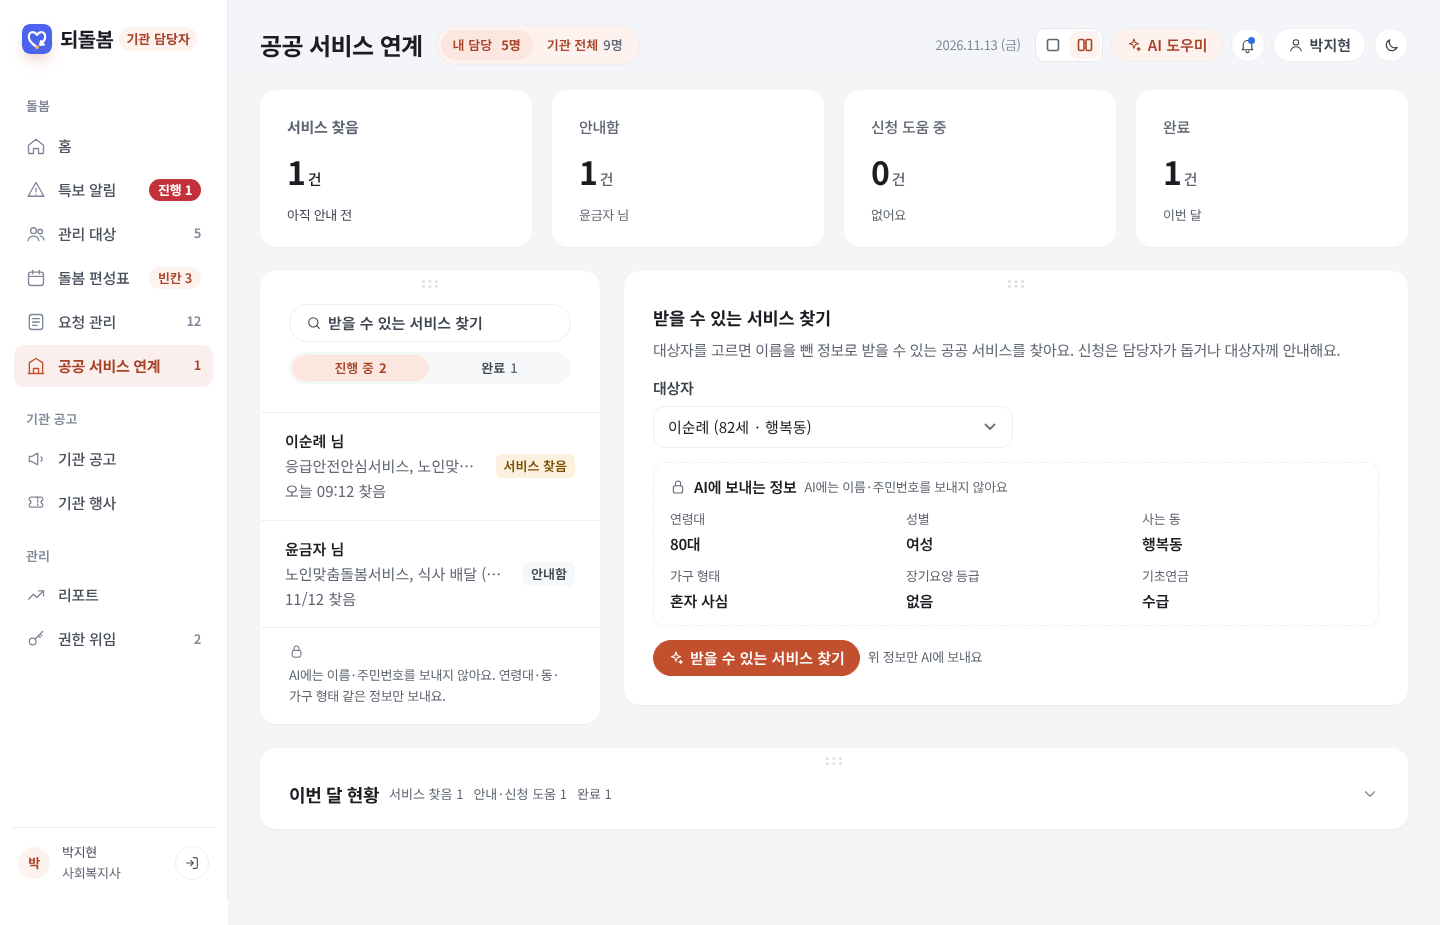 되돌봄 기관 담당자
돌봄
홈
특보 알림 진행 1
관리 대상 5
돌봄 편성표 빈칸 3
요청 관리 12
공공 서비스 연계 1
기관 공고
기관 공고
기관 행사
관리
리포트
권한 위임 2
박 박지현
사회복지사
공공 서비스 연계 내 담당 5명 기관 전체 9명
2026.11.13 (금) AI 도우미 박지현
서비스 찾음
1건
아직 안내 전
안내함
1건
윤금자 님
신청 도움 중
0건
없어요
완료
1건
이번 달
받을 수 있는 서비스 찾기
진행 중 2 완료 1
이순례 님
응급안전안심서비스, 노인맞… 서비스 찾음
오늘 09:12 찾음
윤금자 님
노인맞춤돌봄서비스, 식사 배달 (… 안내함
11/12 찾음
AI에는 이름·주민번호를 보내지 않아요. 연령대·동·
가구 형태 같은 정보만 보내요.
받을 수 있는 서비스 찾기
대상자를 고르면 이름을 뺀 정보로 받을 수 있는 공공 서비스를 찾아요. 신청은 담당자가 돕거나 대상자께 안내해요.
대상자
이순례 (82세 · 행복동)
AI에 보내는 정보 AI에는 이름·주민번호를 보내지 않아요
연령대 성별 사는 동
80대 여성 행복동
가구 형태 장기요양 등급 기초연금
혼자 사심 없음 수급
받을 수 있는 서비스 찾기 위 정보만 AI에 보내요
이번 달 현황 서비스 찾음 1 안내·신청 도움 1 완료 1